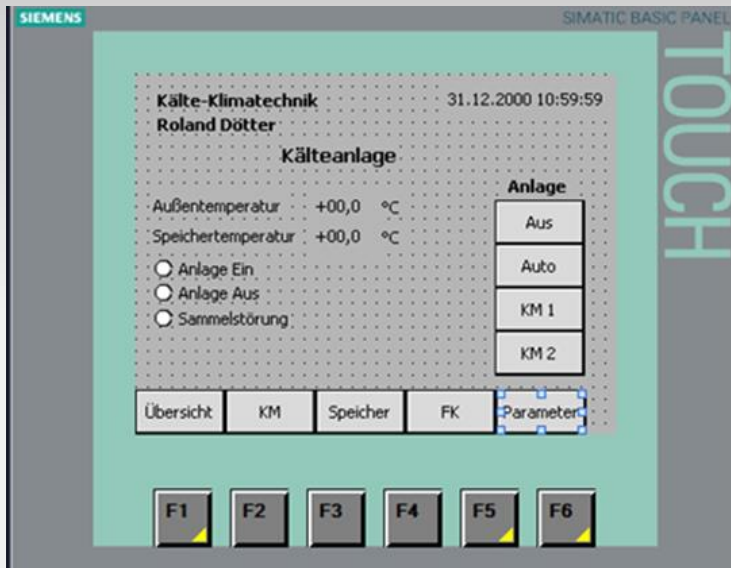 SIEMENS
SIMATIC BASIC PANEL
TOUCH
Kälte-Klimatechnik
31.12.2000 10:59:59
Roland Dötter
Kälteanlage
Anlage
Außentemperatur +00,0 °C
Aus
Speichertemperatur +00,0 °C
Anlage Ein
Auto
Anlage Aus
Sammelstörung
KM 1
KM 2
Übersicht KM Speicher FK Parameter
F1 F2 F3 F4 F5 F6